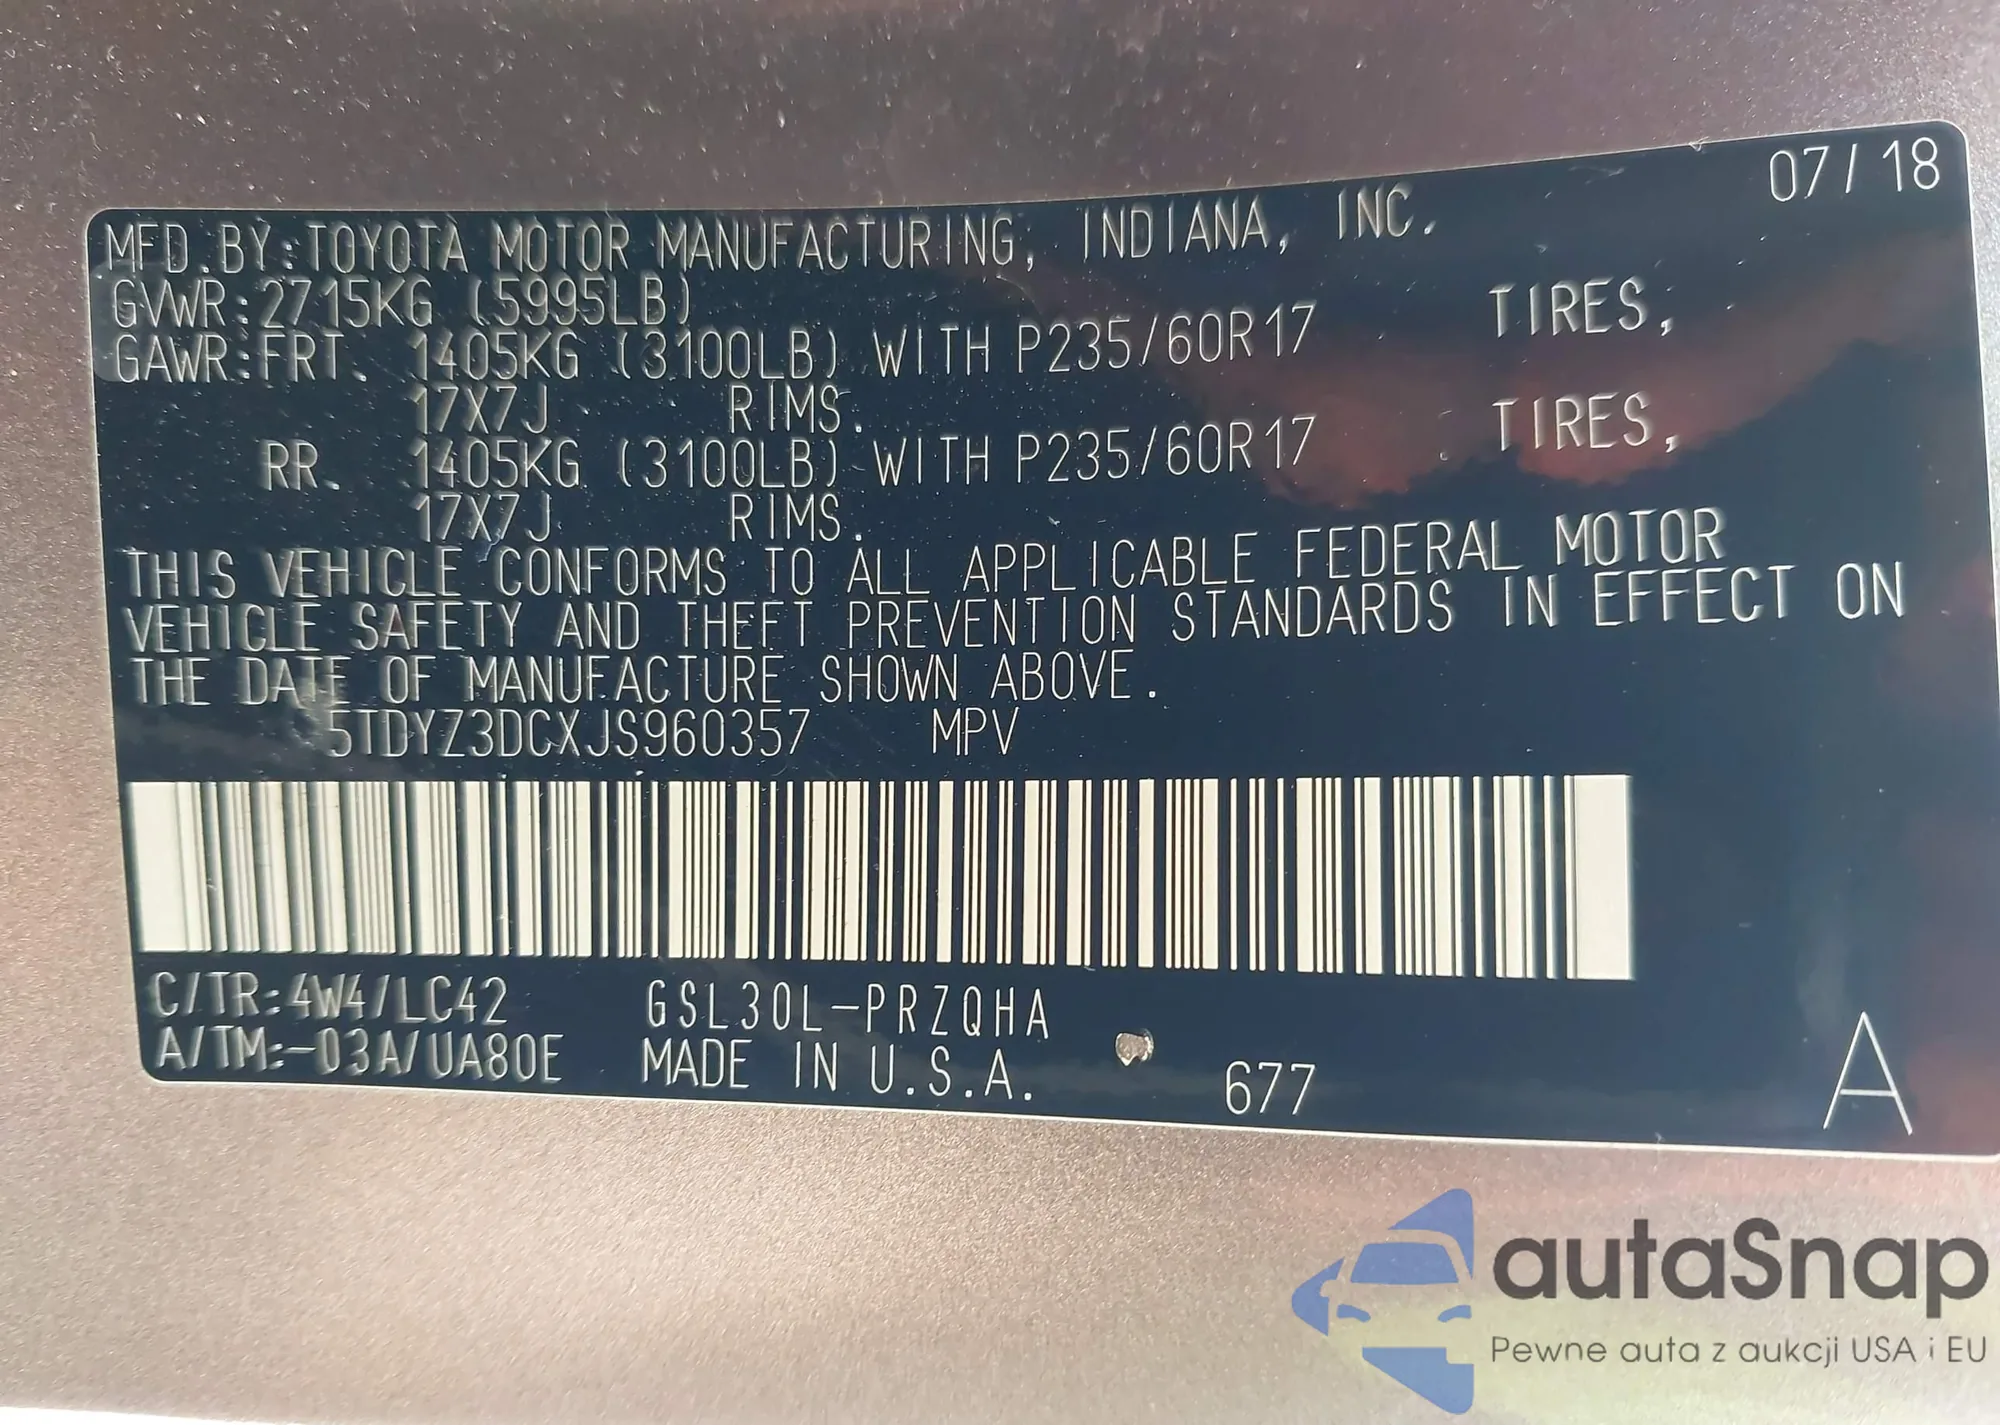 07/18
MFD.BY:TOYOTA MOTOR MANUFACTURING, INDIANA, INC.
GVWR:2715KG (5995LB)
GAWR:FRT. 1405KG (3100LB) WITH P235/60R17 TIRES,
17X7J RIMS.
RR. 1405KG (3100LB) WITH P235/60R17 TIRES,
17X7J RIMS.
THIS VEHICLE CONFORMS TO ALL APPLICABLE FEDERAL MOTOR
VEHICLE SAFETY AND THEFT PREVENTION STANDARDS IN EFFECT ON
THE DATE OF MANUFACTURE SHOWN ABOVE.
5TDYZ3DCXJS960357 MPV
C/TR:4W4/LC42 GSL30L-PRZQHA
A/TM:-03A/UA80E MADE IN U.S.A. 677 A
autaSnap
Pewne auta z aukcji USA i EU